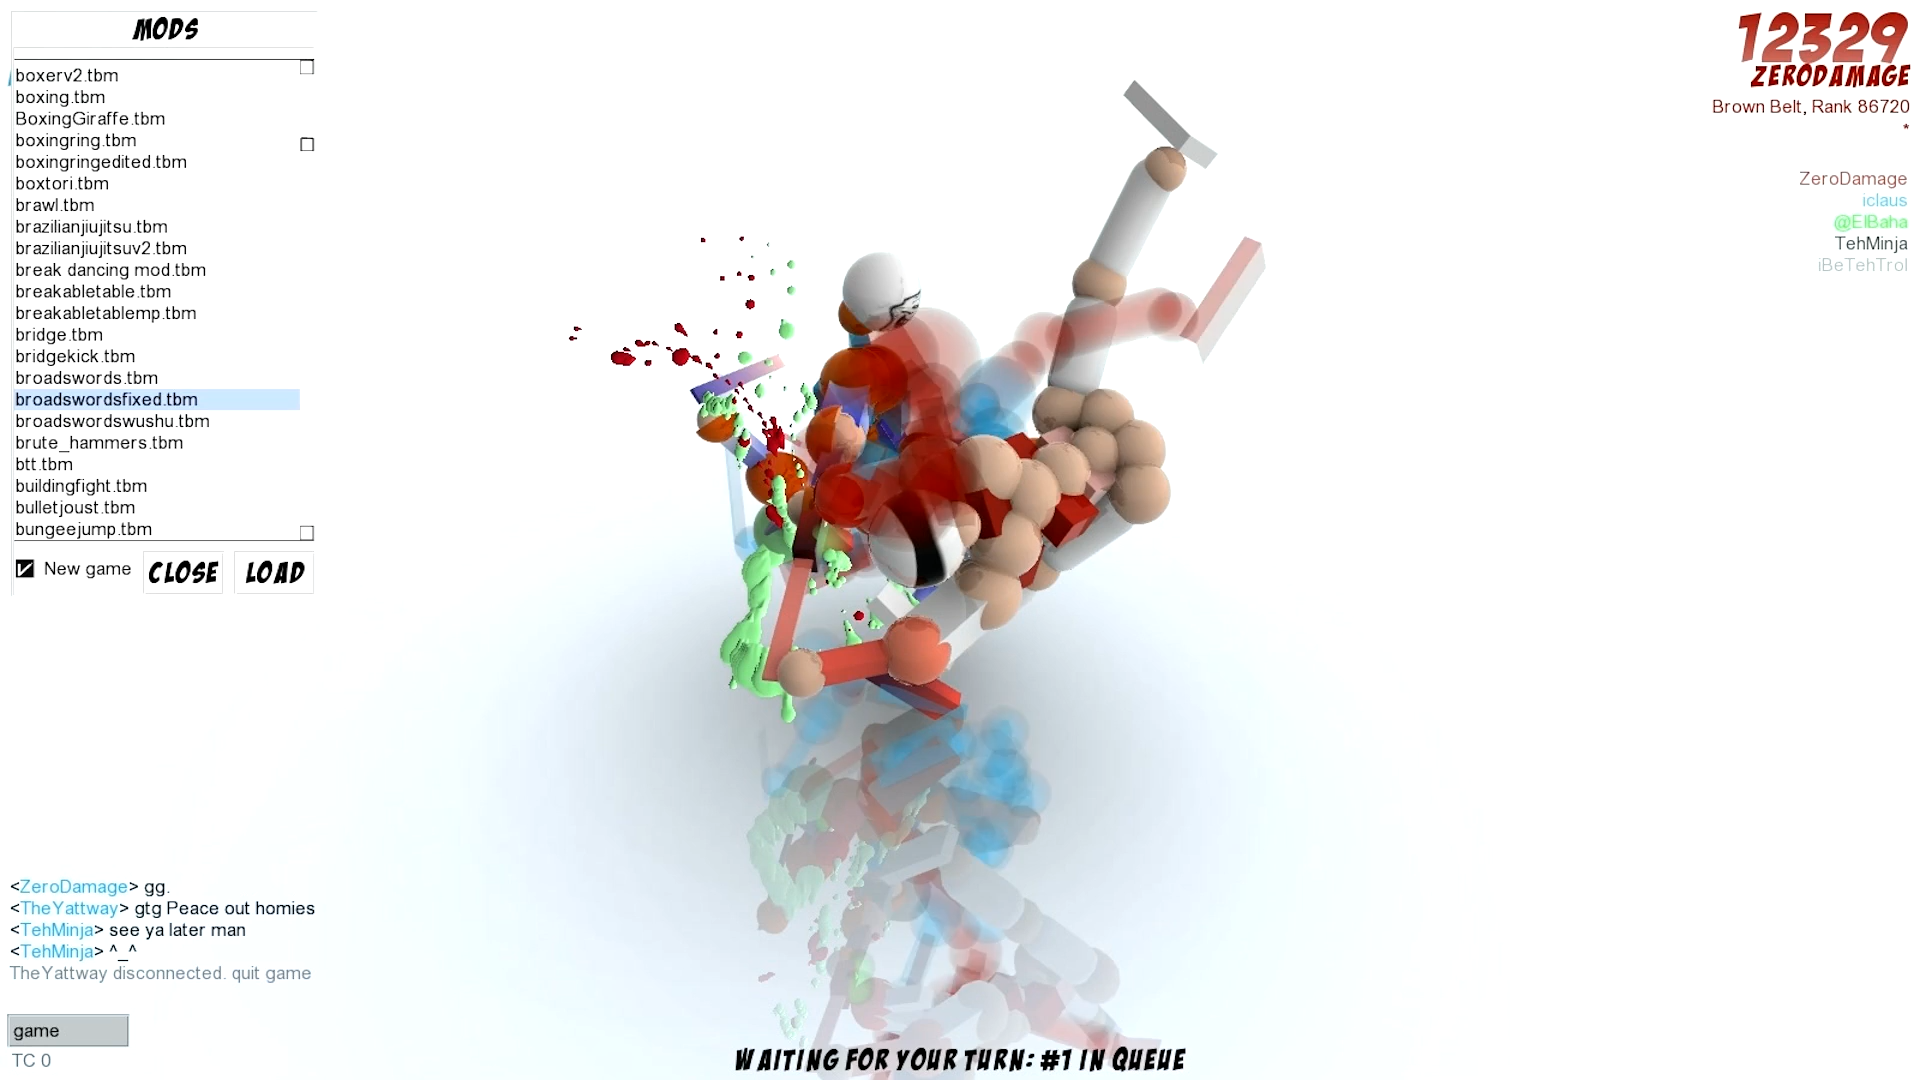 MODS
boxerv2.tbm
boxing.tbm
BoxingGiraffe.tbm
boxingring.tbm
boxingringedited.tbm
boxtori.tbm
brawl.tbm
brazilianjiujitsu.tbm
brazilianjiujitsuv2.tbm
break dancing mod.tbm
breakabletable.tbm
breakabletablemp.tbm
bridge.tbm
bridgekick.tbm
broadswords.tbm
broadswordsfixed.tbm
broadswordswushu.tbm
brute_hammers.tbm
btt.tbm
buildingfight.tbm
bulletjoust.tbm
bungeejump.tbm
New game CLOSE LOAD
12329
ZERODAMAGE
Brown Belt, Rank 86720
*
ZeroDamage
iclaus
@ElBaha
TehMinja
iBeTehTrol
<ZeroDamage> gg.
<TheYattway> gtg Peace out homies
<TehMinja> see ya later man
<TehMinja> ^_^
TheYattway disconnected. quit game
game
TC 0
WAITING FOR YOUR TURN: #1 IN QUEUE